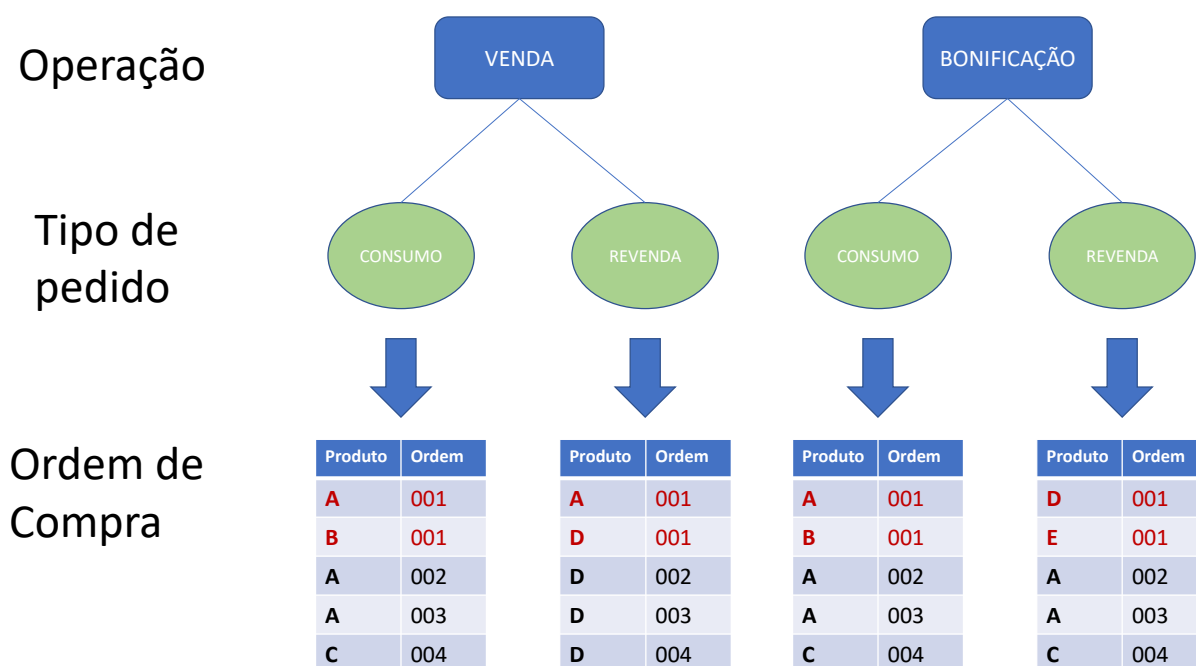 Operação
VENDA
BONIFICAÇÃO
Tipo de
pedido
CONSUMO
REVENDA
CONSUMO
REVENDA
Ordem de
Compra
Produto Ordem
A 001
B 001
A 002
A 003
C 004
Produto Ordem
A 001
D 001
D 002
D 003
D 004
Produto Ordem
A 001
B 001
A 002
A 003
C 004
Produto Ordem
D 001
E 001
A 002
A 003
C 004